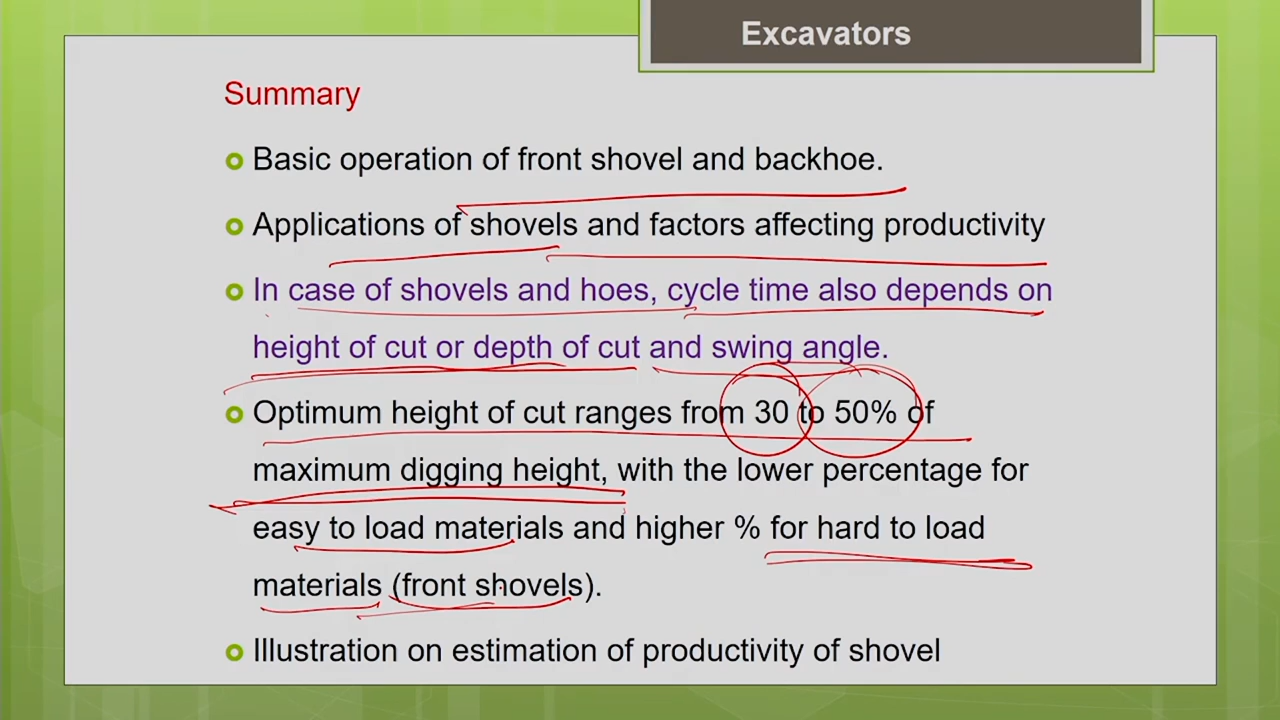 Excavators
Summary
Basic operation of front shovel and backhoe.
Applications of shovels and factors affecting productivity
In case of shovels and hoes, cycle time also depends on
height of cut or depth of cut and swing angle.
Optimum height of cut ranges from 30 to 50% of
maximum digging height, with the lower percentage for
easy to load materials and higher % for hard to load
materials (front shovels).
Illustration on estimation of productivity of shovel